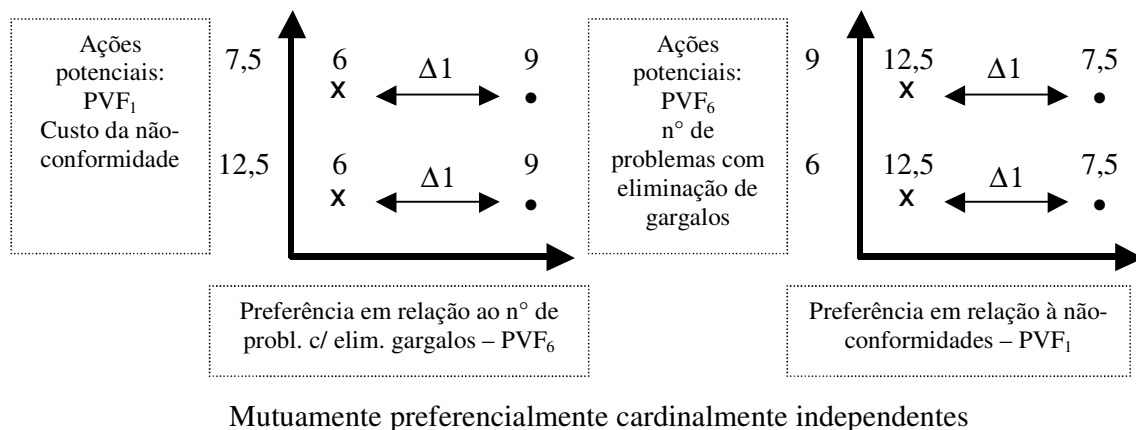 Ações
potenciais:
PVF₁
Custo da não-
conformidade
7,5
6
Δ1
9
x
12,5
6
Δ1
9
x
Preferência em relação ao n° de
probl. c/ elim. gargalos – PVF₆
Ações
potenciais:
PVF₆
n° de
problemas com
eliminação de
gargalos
9
12,5
Δ1
7,5
x
6
12,5
Δ1
7,5
x
Preferência em relação à não-
conformidades – PVF₁
Mutuamente preferencialmente cardinalmente independentes